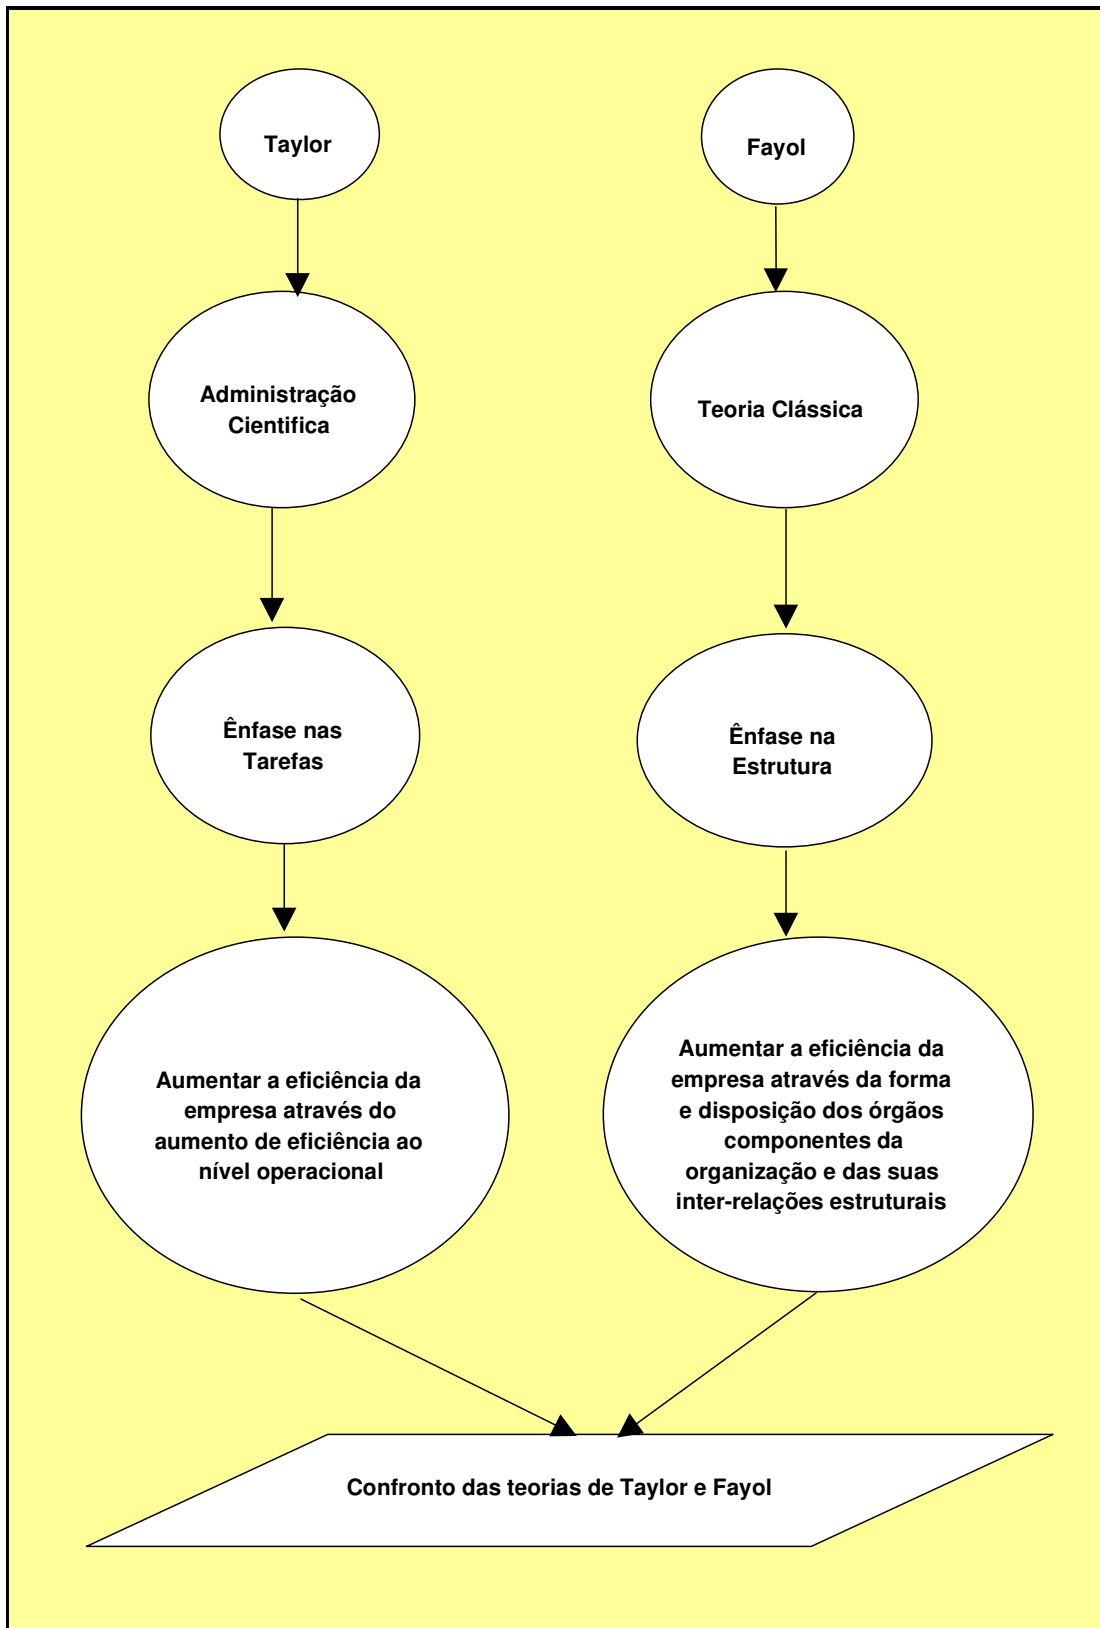 Taylor
Fayol
Administração
Cientifica
Teoria Clássica
Ênfase nas
Tarefas
Ênfase na
Estrutura
Aumentar a eficiência da
empresa através do
aumento de eficiência ao
nível operacional
Aumentar a eficiência da
empresa através da forma
e disposição dos órgãos
componentes da
organização e das suas
inter-relações estruturais
Confronto das teorias de Taylor e Fayol